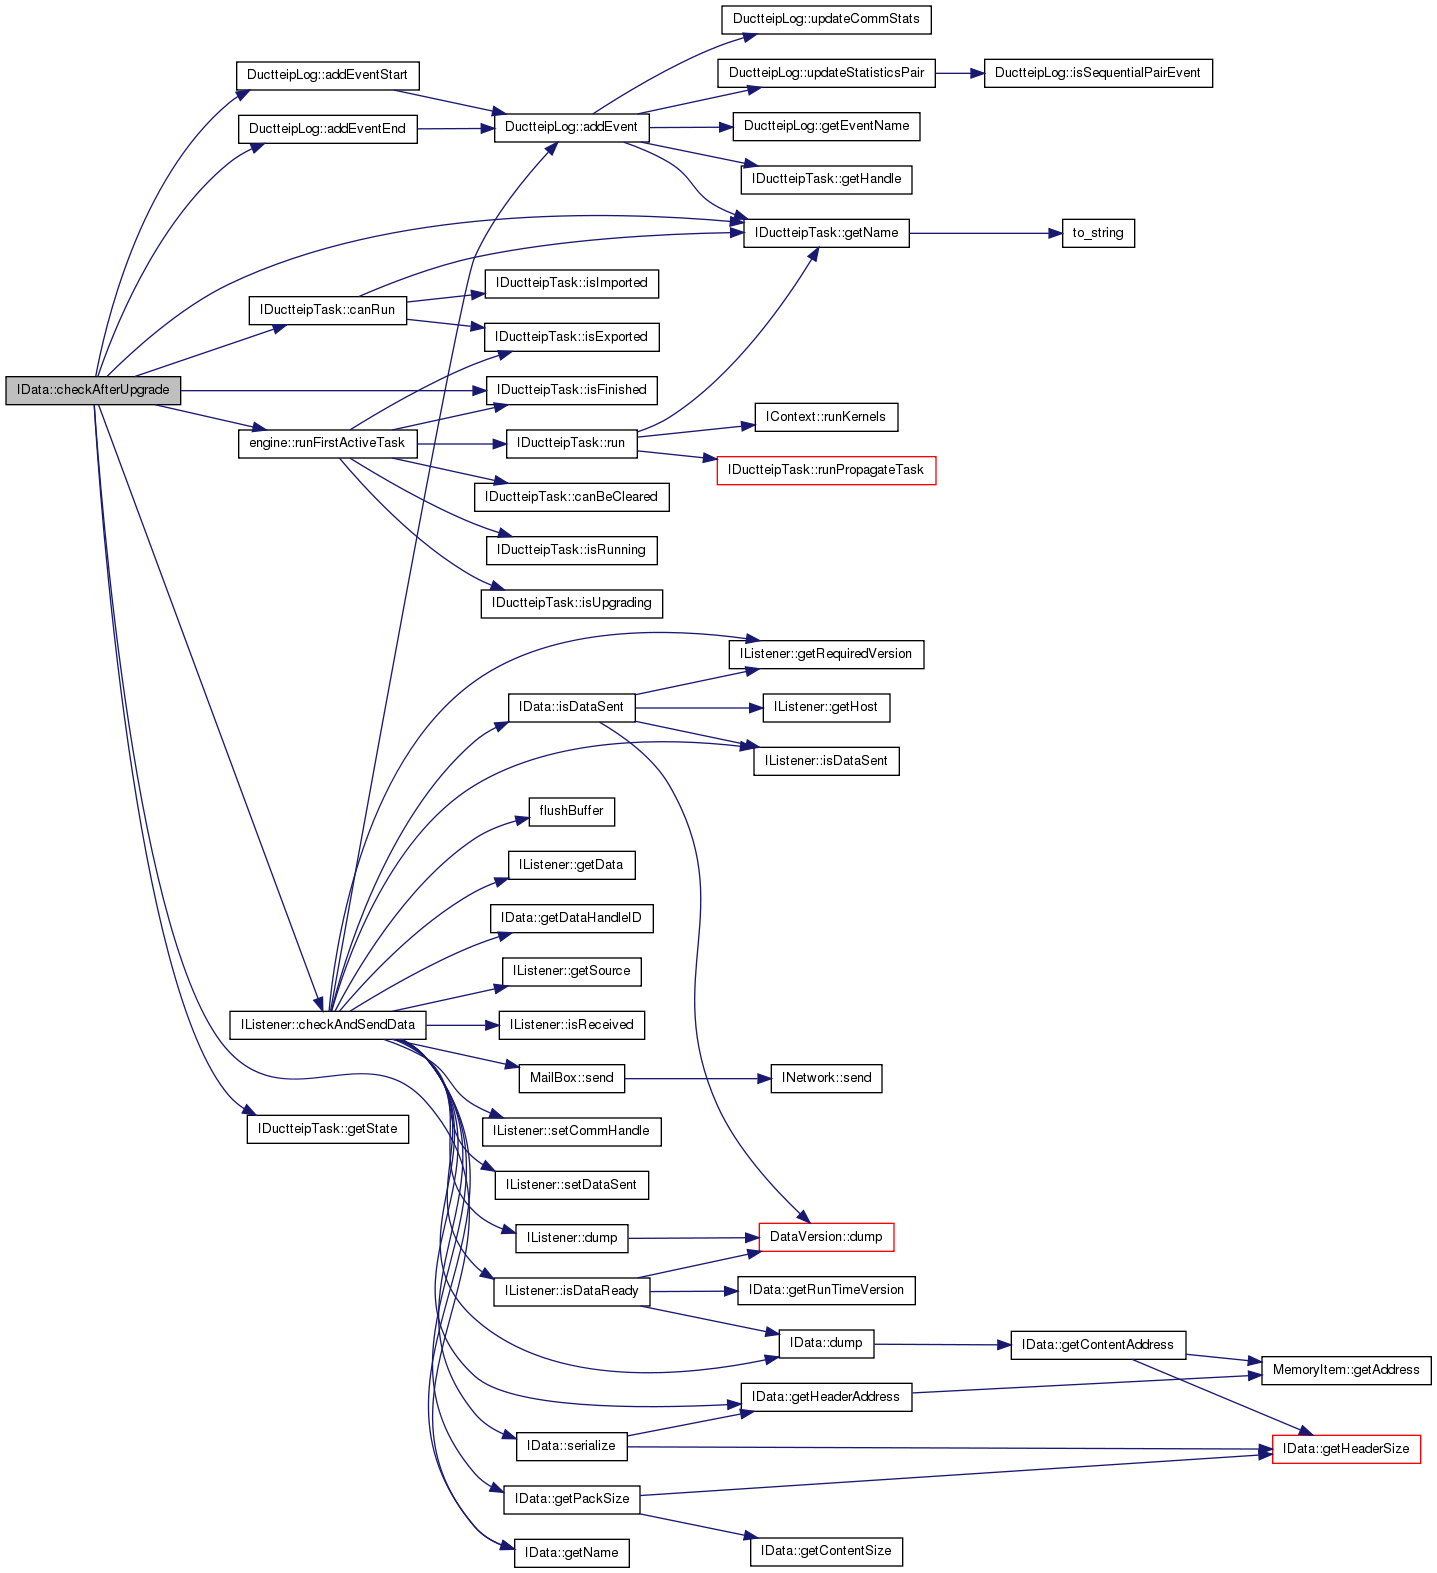 DuctteipLog::updateCommStats
DuctteipLog::addEventStart
DuctteipLog::updateStatisticsPair
DuctteipLog::isSequentialPairEvent
DuctteipLog::addEventEnd
DuctteipLog::addEvent
DuctteipLog::getEventName
IDuctteipTask::getHandle
IDuctteipTask::getName
to_string
IDuctteipTask::isImported
IDuctteipTask::canRun
IDuctteipTask::isExported
IData::checkAfterUpgrade
IDuctteipTask::isFinished
IContext::runKernels
engine::runFirstActiveTask
IDuctteipTask::run
IDuctteipTask::runPropagateTask
IDuctteipTask::canBeCleared
IDuctteipTask::isRunning
IDuctteipTask::isUpgrading
IListener::getRequiredVersion
IData::isDataSent
IListener::getHost
IListener::isDataSent
flushBuffer
IListener::getData
IData::getDataHandleID
IListener::getSource
IListener::checkAndSendData
IListener::isReceived
MailBox::send
INetwork::send
IDuctteipTask::getState
IListener::setCommHandle
IListener::setDataSent
IListener::dump
DataVersion::dump
IListener::isDataReady
IData::getRunTimeVersion
IData::dump
IData::getContentAddress
MemoryItem::getAddress
IData::getHeaderAddress
IData::serialize
IData::getHeaderSize
IData::getPackSize
IData::getName
IData::getContentSize